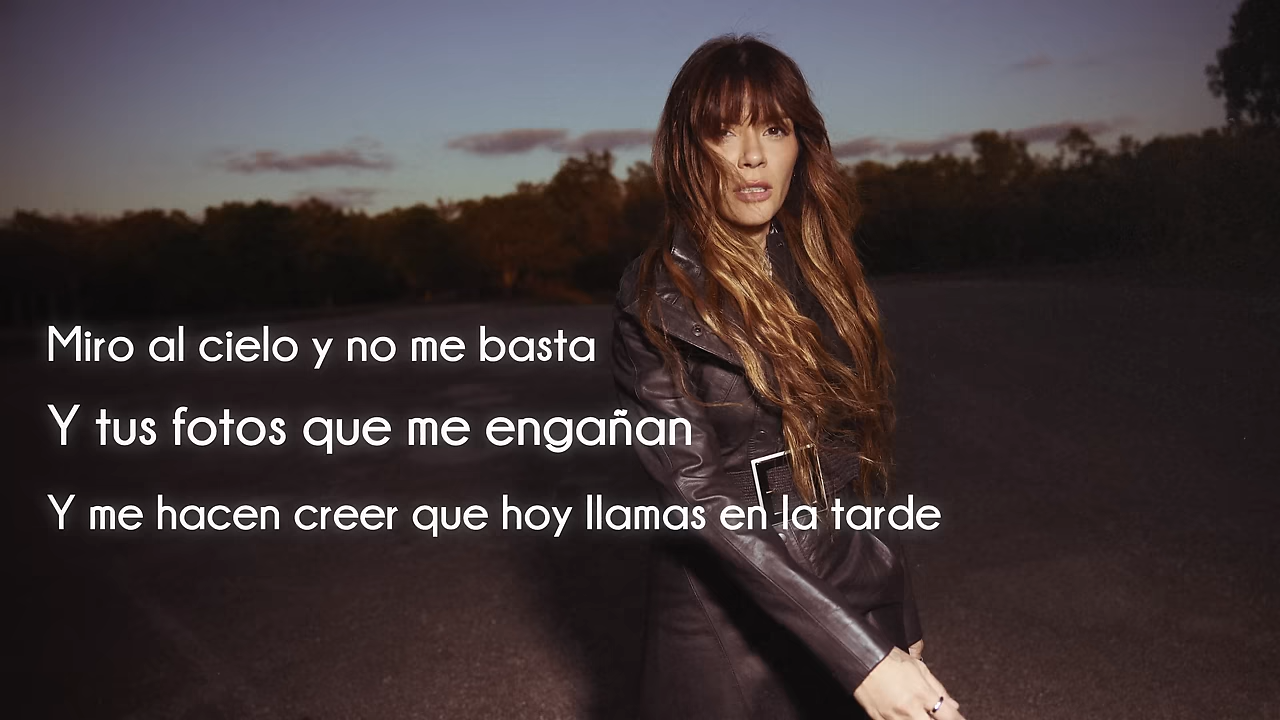 Miro al cielo y no me basta
Y tus fotos que me engañan
Y me hacen creer que hoy llamas en la tarde